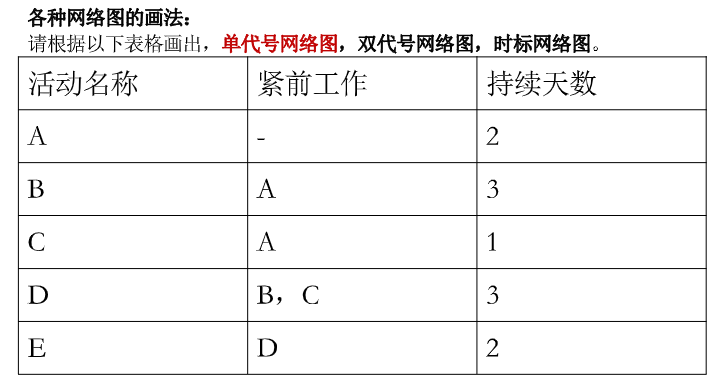 各种网络图的画法：
请根据以下表格画出，单代号网络图，双代号网络图，时标网络图。
活动名称 紧前工作 持续天数
A - 2
B A 3
C A 1
D B，C 3
E D 2